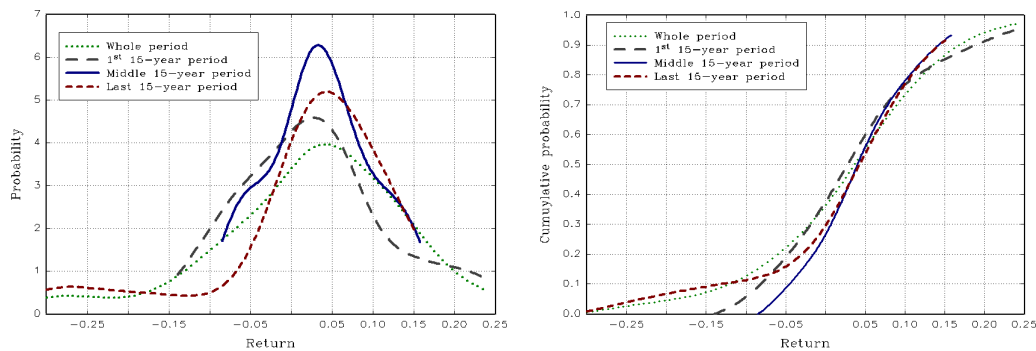 7
6
5
4
3
2
1
0
Probability
Whole period
1st 15-year period
Middle 15-year period
Last 15-year period
−0.25 −0.15 −0.05 0.05 0.10 0.15 0.20 0.25
Return
1.0
0.9
0.8
0.7
0.6
0.5
0.4
0.3
0.2
0.1
0.0
Cumuylative probability
Whole period
1st 15-year period
Middle 15-year period
Last 15-year period
−0.25 −0.15 −0.05 0.05 0.10 0.15 0.20 0.25
Return